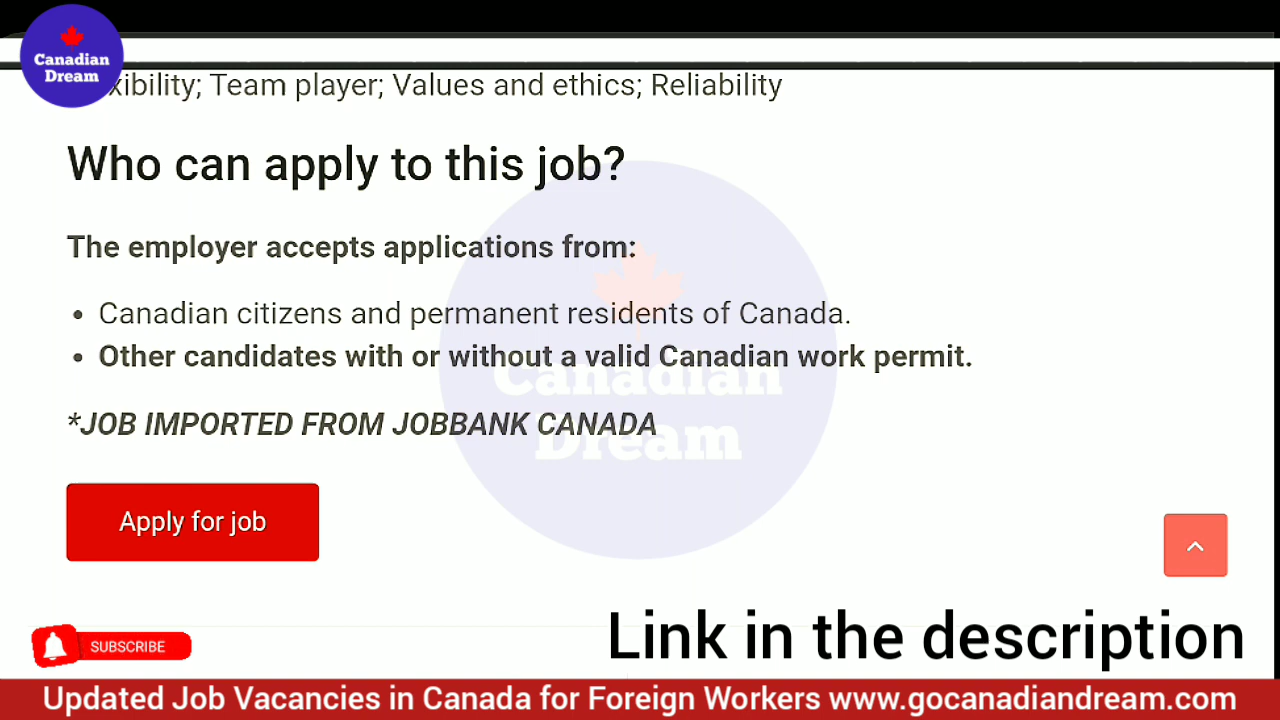 Canadian
Dream
xibility; Team player; Values and ethics; Reliability
Who can apply to this job?
The employer accepts applications from:
• Canadian citizens and permanent residents of Canada.
• Other candidates with or without a valid Canadian work permit.
Canadian
*JOB IMPORTED FROM JOBBANK CANADA
Dream
Apply for job
Link in the description
SUBSCRIBE
Updated Job Vacancies in Canada for Foreign Workers www.gocanadiandream.com